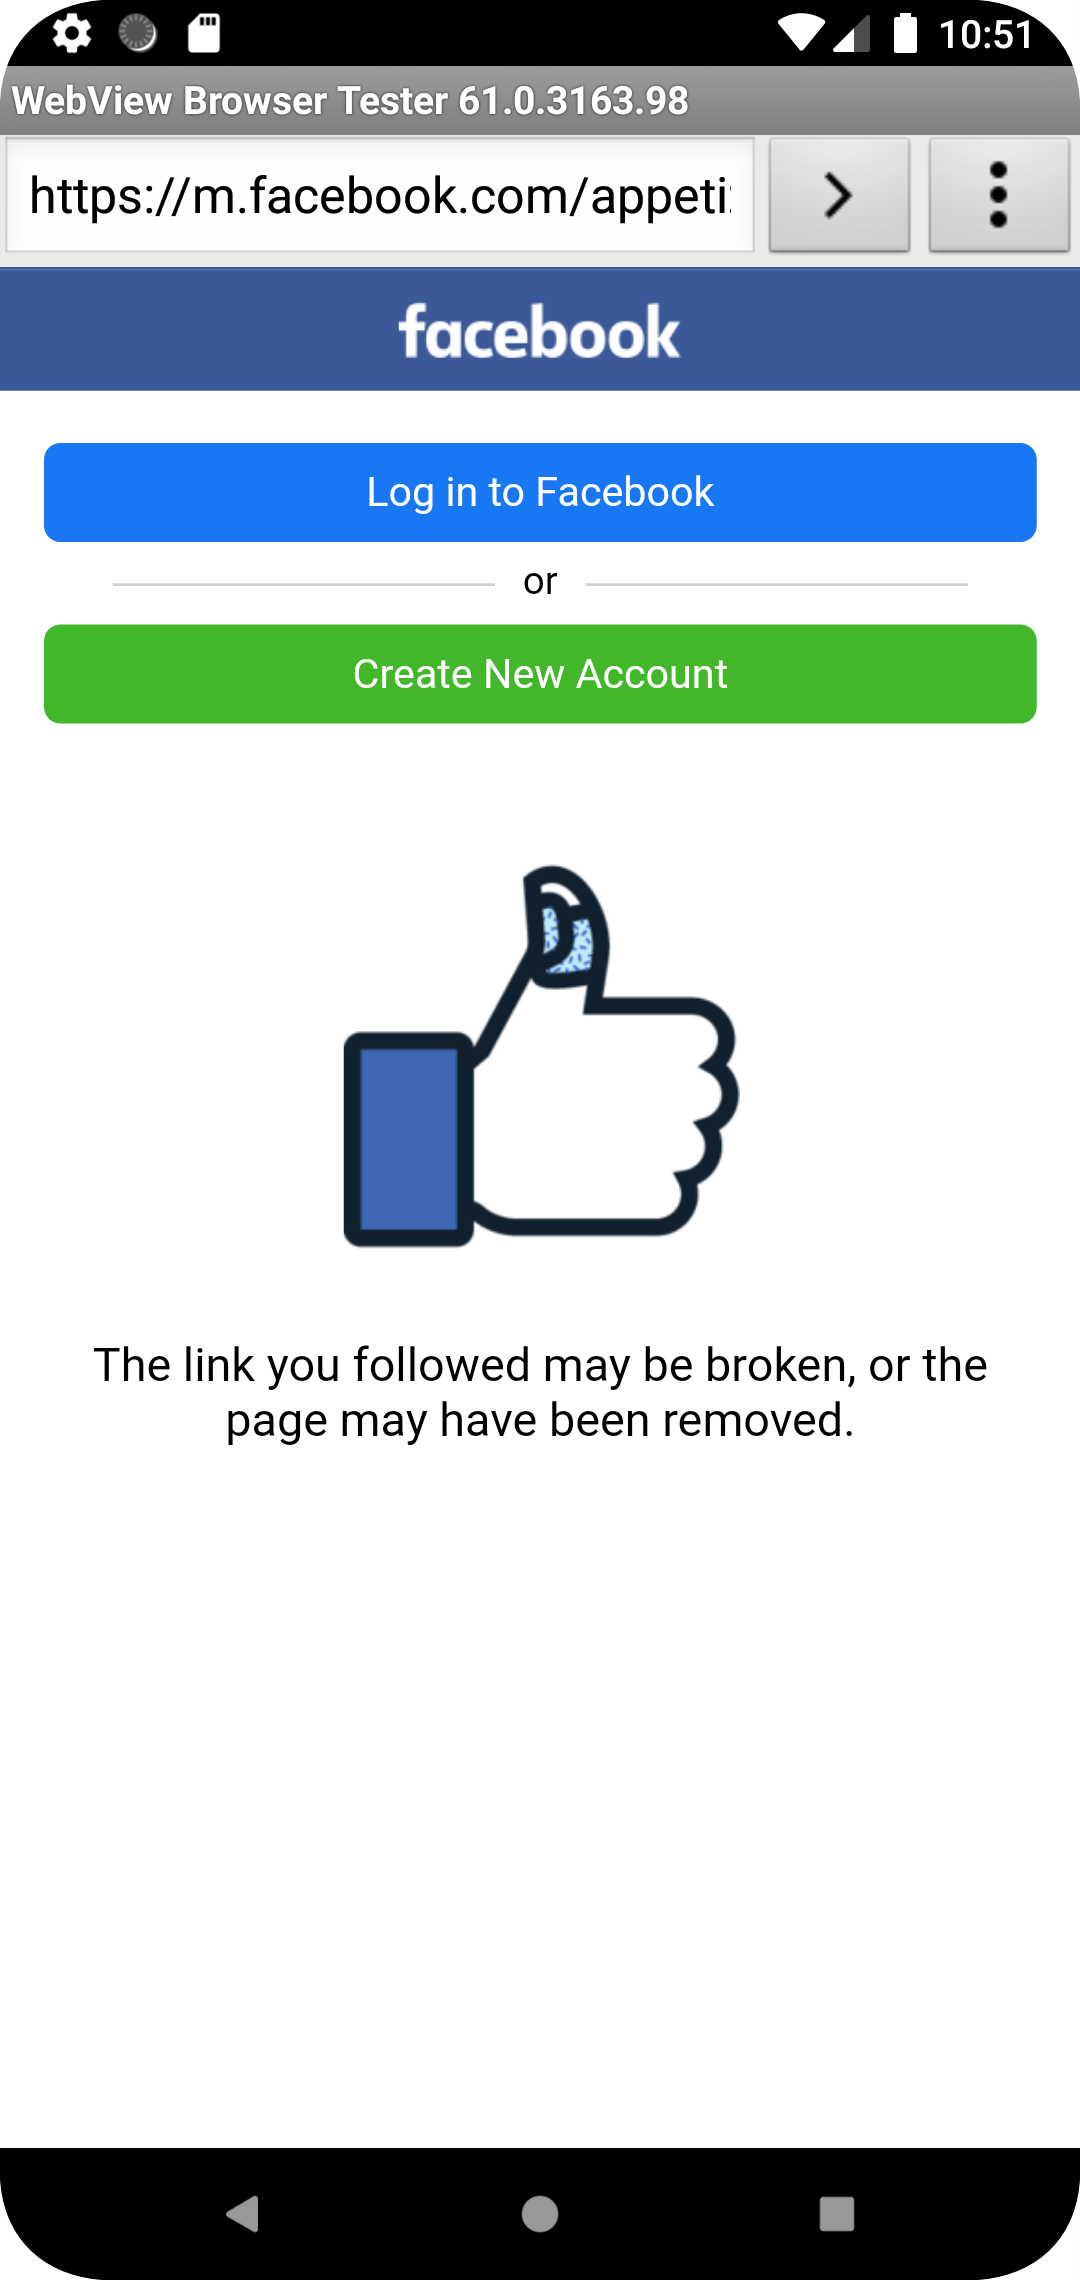 10:51
WebView Browser Tester 61.0.3163.98
https://m.facebook.com/appeti
facebook
Log in to Facebook
or
Create New Account
The link you followed may be broken, or the
page may have been removed.